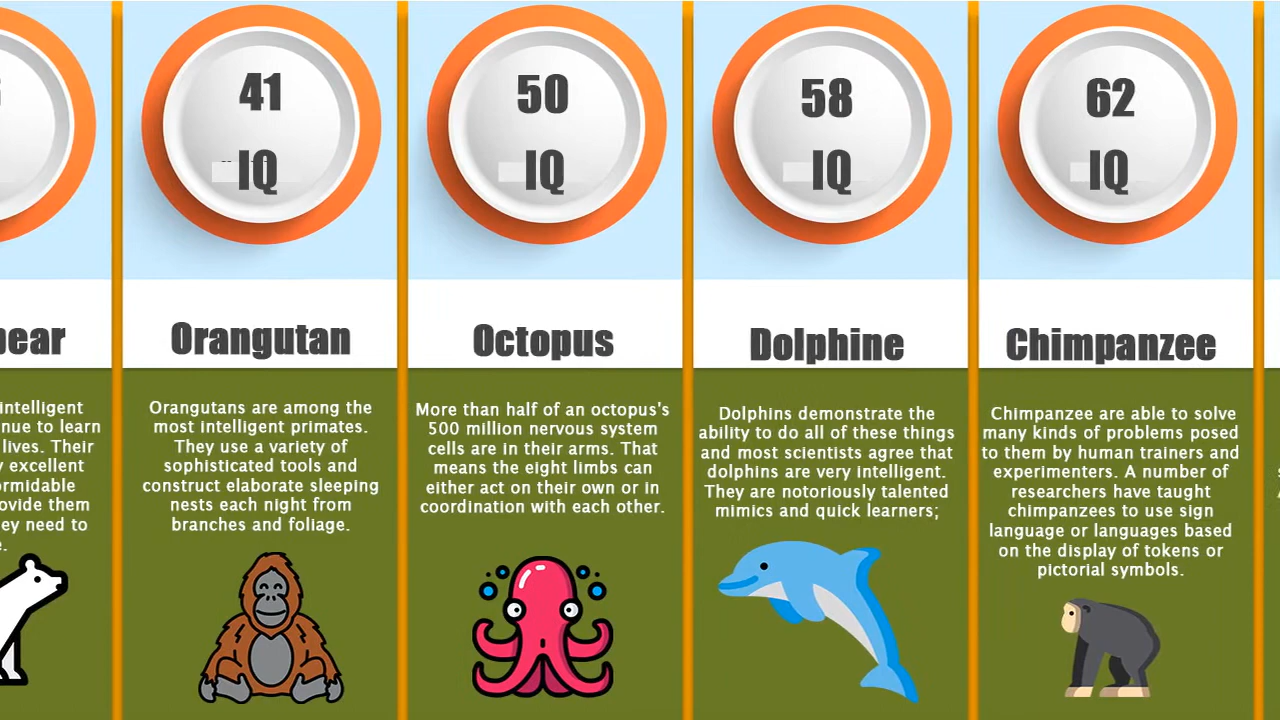 41
IQ
50
IQ
58
IQ
62
IQ
Orangutan
Octopus
Dolphine
Chimpanzee
intelligent
lives. Their
excellent
need to
Orangutans are among the
most intelligent primates.
They use a variety of
sophisticated tools and
construct elaborate sleeping
nests each night from
branches and foliage.
More than half of an octopus's
500 million nervous system
cells are in their arms. That
means the eight limbs can
either act on their own or in
coordination with each other.
Dolphins demonstrate the
ability to do all of these things
and most scientists agree that
dolphins are very intelligent.
They are notoriously talented
mimics and quick learners;
Chimpanzee are able to solve
many kinds of problems posed
to them by human trainers and
experimenters. A number of
researchers have taught
chimpanzees to use sign
language or languages based
on the display of tokens or
pictorial symbols.